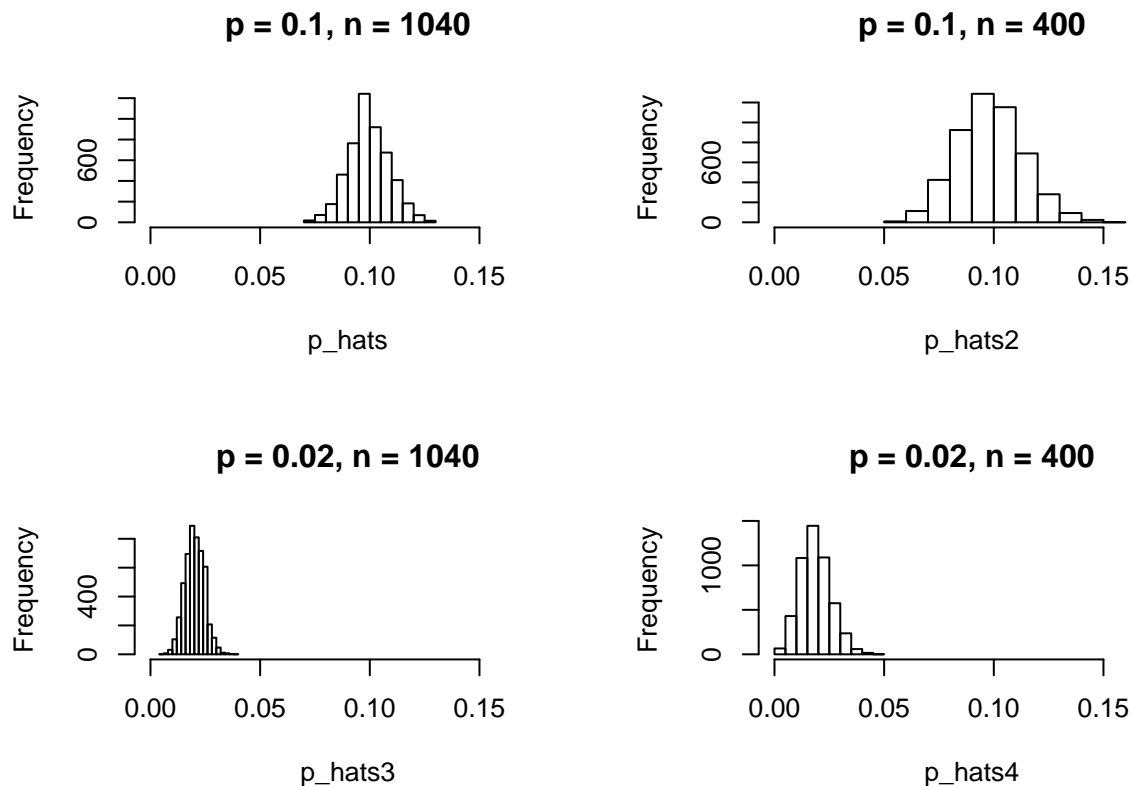 p = 0.1, n = 1040
Frequency
0 600
0.00 0.05 0.10 0.15
p_hats
p = 0.1, n = 400
Frequency
0 600
0.00 0.05 0.10 0.15
p_hats2
p = 0.02, n = 1040
Frequency
0 400
0.00 0.05 0.10 0.15
p_hats3
p = 0.02, n = 400
Frequency
0 1000
0.00 0.05 0.10 0.15
p_hats4